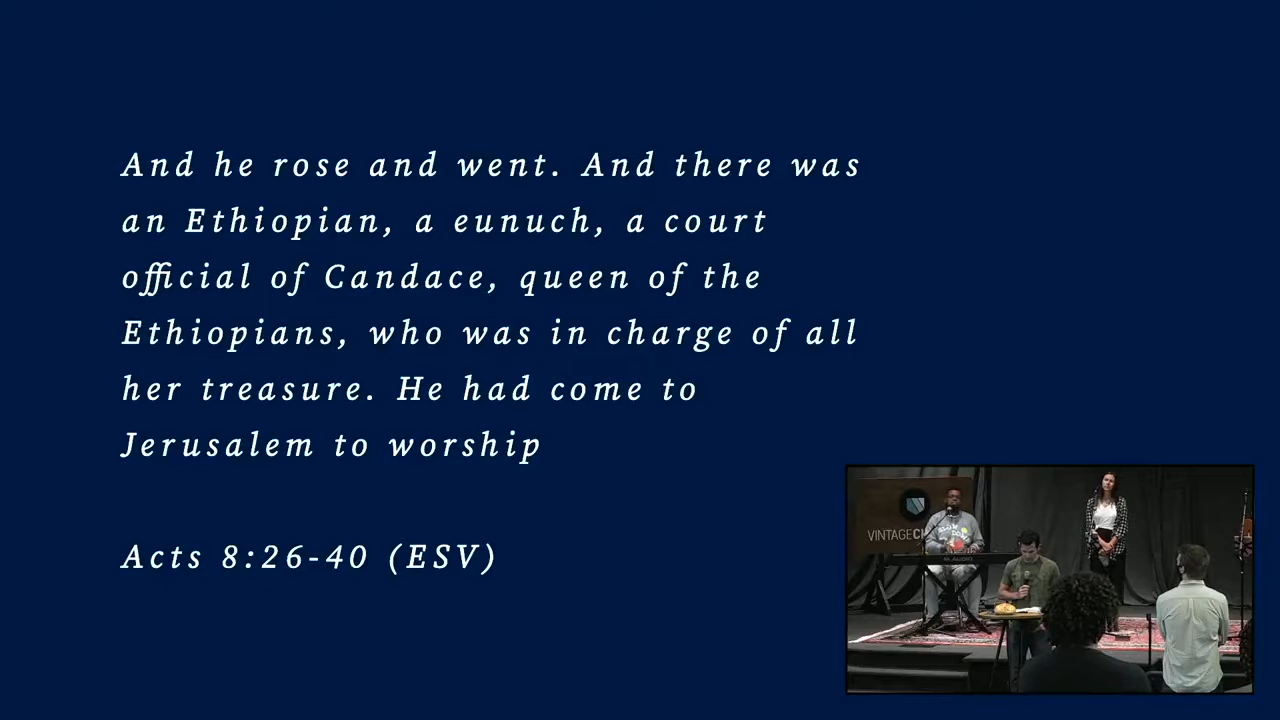 And he rose and went. And there was
an Ethiopian, a eunuch, a court
official of Candace, queen of the
Ethiopians, who was in charge of all
her treasure. He had come to
Jerusalem to worship
Acts 8:26-40 (ESV)
VINTAGE